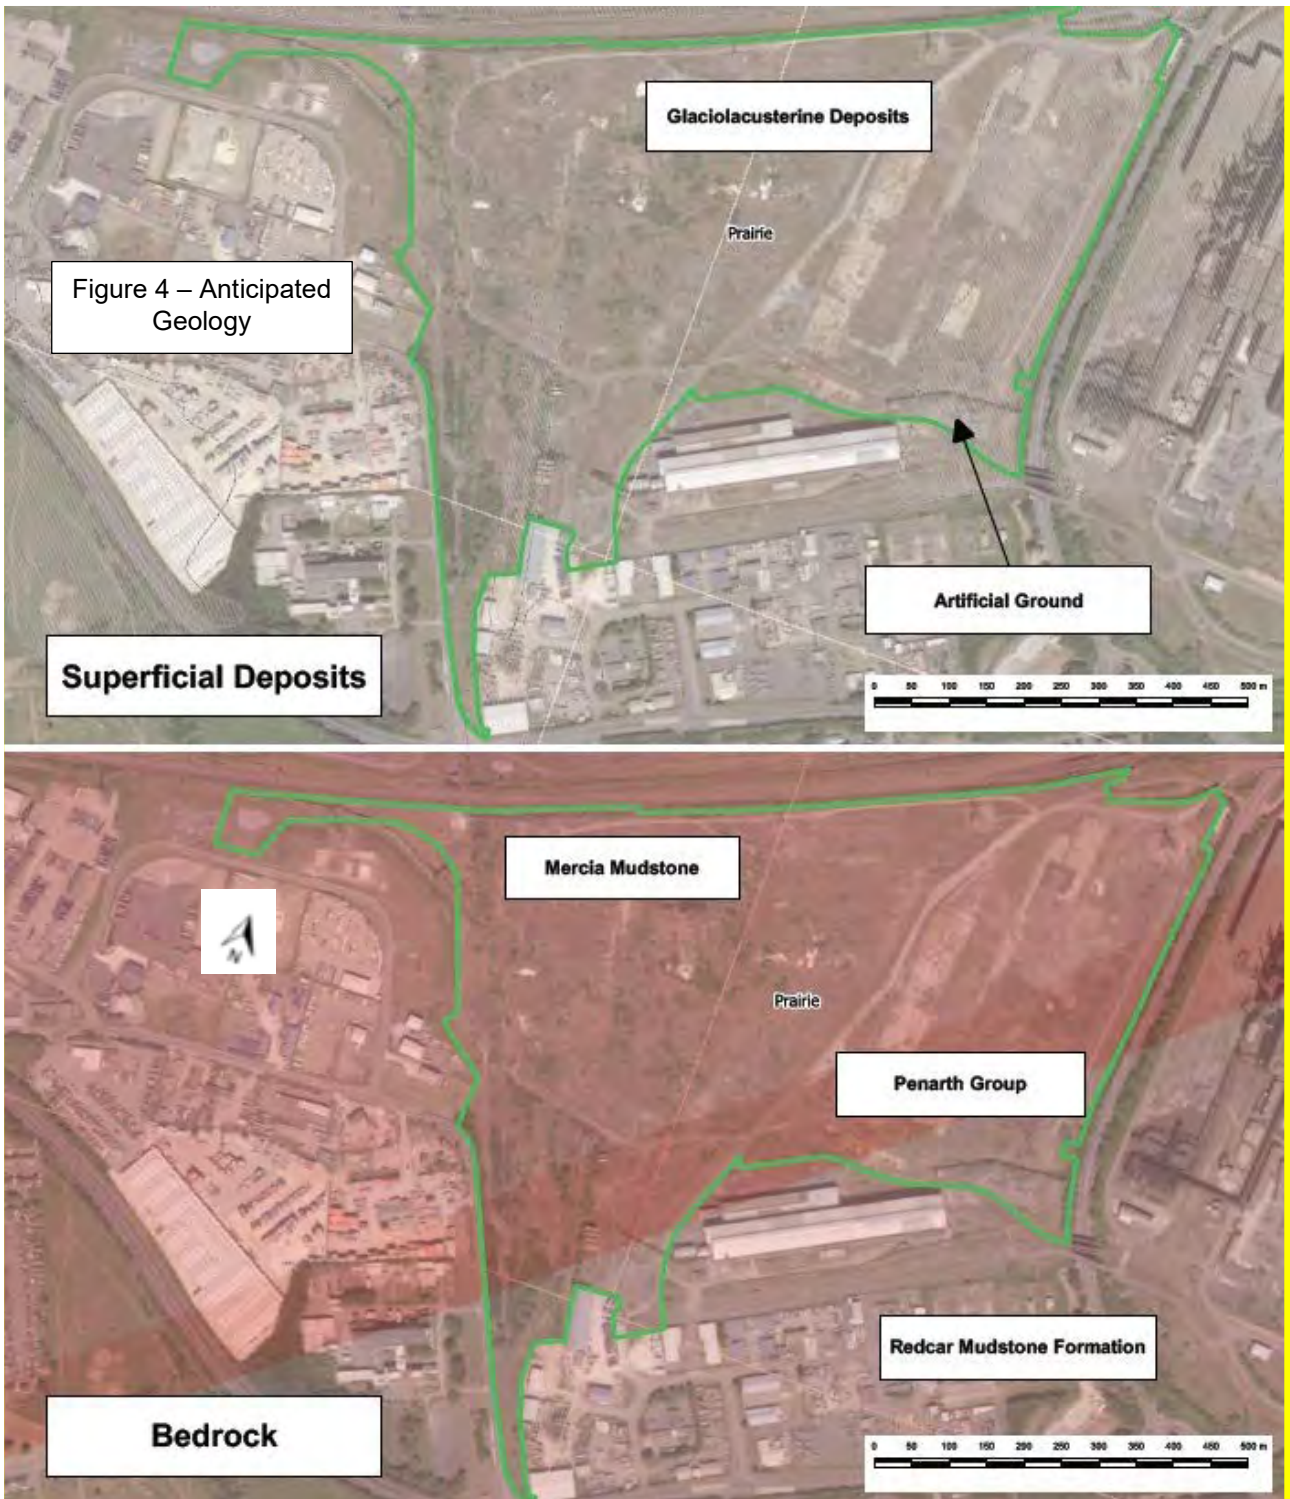 Glaciolacusterine Deposits
Prairie
Figure 4 – Anticipated
Geology
Artificial Ground
Superficial Deposits
0 50 100 150 200 250 300 350 400 450 500 m
Mercia Mudstone
N
Prairie
Penarth Group
Redcar Mudstone Formation
Bedrock
0 50 100 150 200 250 300 350 400 450 500 m